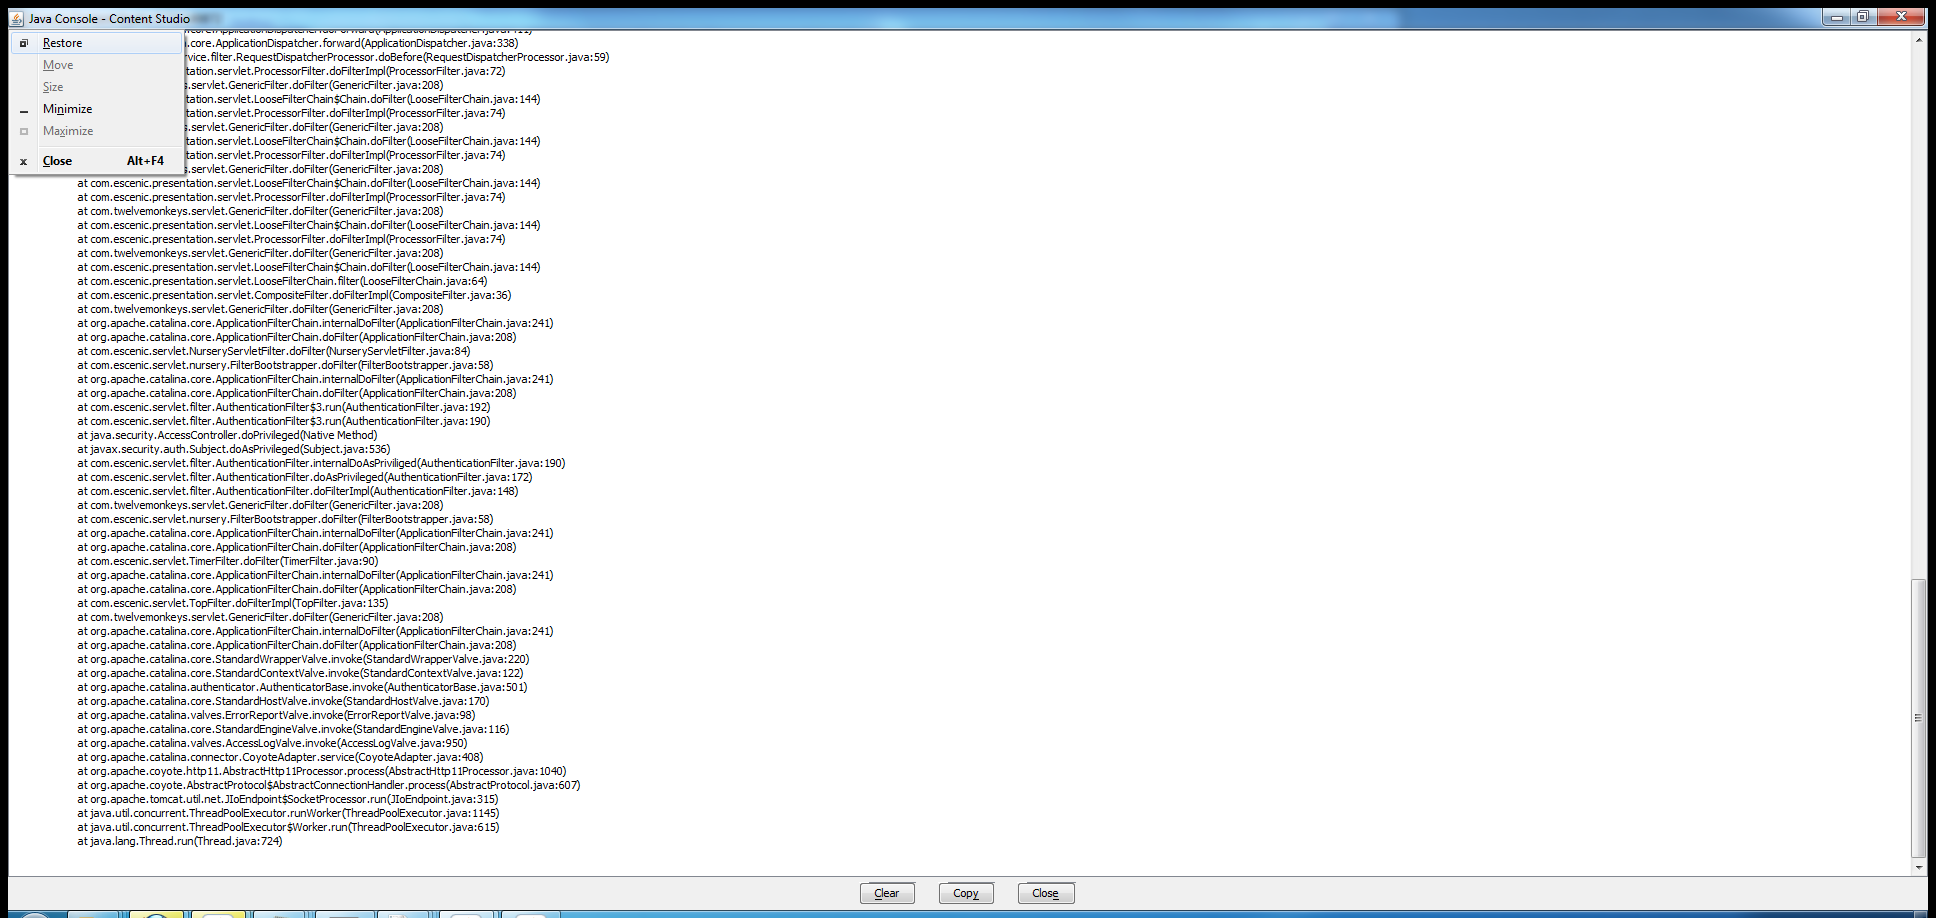 Java Console - Content Studio
.core.ApplicationDispatcher.doForward(ApplicationDispatcher.java:411)
Restore
.core.ApplicationDispatcher.forward(ApplicationDispatcher.java:338)
vice.filter.RequestDispatcherProcessor.doBefore(RequestDispatcherProcessor.java:59)
Move
tation.servlet.ProcessorFilter.doFilterImpl(ProcessorFilter.java:72)
Size
s.servlet.GenericFilter.doFilter(GenericFilter.java:208)
tation.servlet.LooseFilterChain$Chain.doFilter(LooseFilterChain.java:144)
Minimize
tation.servlet.ProcessorFilter.doFilterImpl(ProcessorFilter.java:74)
s.servlet.GenericFilter.doFilter(GenericFilter.java:208)
Maximize
tation.servlet.LooseFilterChain$Chain.doFilter(LooseFilterChain.java:144)
tation.servlet.ProcessorFilter.doFilterImpl(ProcessorFilter.java:74)
Close Alt+F4
s.servlet.GenericFilter.doFilter(GenericFilter.java:208)
at com.escenic.presentation.servlet.LooseFilterChain$Chain.doFilter(LooseFilterChain.java:144)
at com.escenic.presentation.servlet.ProcessorFilter.doFilterImpl(ProcessorFilter.java:74)
at com.twelvemonkeys.servlet.GenericFilter.doFilter(GenericFilter.java:208)
at com.escenic.presentation.servlet.LooseFilterChain$Chain.doFilter(LooseFilterChain.java:144)
at com.escenic.presentation.servlet.ProcessorFilter.doFilterImpl(ProcessorFilter.java:74)
at com.twelvemonkeys.servlet.GenericFilter.doFilter(GenericFilter.java:208)
at com.escenic.presentation.servlet.LooseFilterChain$Chain.doFilter(LooseFilterChain.java:144)
at com.escenic.presentation.servlet.LooseFilterChain.filter(LooseFilterChain.java:64)
at com.escenic.presentation.servlet.CompositeFilter.doFilterImpl(CompositeFilter.java:36)
at com.twelvemonkeys.servlet.GenericFilter.doFilter(GenericFilter.java:208)
at org.apache.catalina.core.ApplicationFilterChain.internalDoFilter(ApplicationFilterChain.java:241)
at org.apache.catalina.core.ApplicationFilterChain.doFilter(ApplicationFilterChain.java:208)
at com.escenic.servlet.NurseryServletFilter.doFilter(NurseryServletFilter.java:84)
at com.escenic.servlet.nursery.FilterBootstrapper.doFilter(FilterBootstrapper.java:58)
at org.apache.catalina.core.ApplicationFilterChain.internalDoFilter(ApplicationFilterChain.java:241)
at org.apache.catalina.core.ApplicationFilterChain.doFilter(ApplicationFilterChain.java:208)
at com.escenic.servlet.filter.AuthenticationFilter$3.run(AuthenticationFilter.java:192)
at com.escenic.servlet.filter.AuthenticationFilter$3.run(AuthenticationFilter.java:190)
at java.security.AccessController.doPrivileged(Native Method)
at javax.security.auth.Subject.doAsPrivileged(Subject.java:536)
at com.escenic.servlet.filter.AuthenticationFilter.internalDoAsPriviliged(AuthenticationFilter.java:190)
at com.escenic.servlet.filter.AuthenticationFilter.doAsPrivileged(AuthenticationFilter.java:172)
at com.escenic.servlet.filter.AuthenticationFilter.doFilterImpl(AuthenticationFilter.java:148)
at com.twelvemonkeys.servlet.GenericFilter.doFilter(GenericFilter.java:208)
at com.escenic.servlet.nursery.FilterBootstrapper.doFilter(FilterBootstrapper.java:58)
at org.apache.catalina.core.ApplicationFilterChain.internalDoFilter(ApplicationFilterChain.java:241)
at org.apache.catalina.core.ApplicationFilterChain.doFilter(ApplicationFilterChain.java:208)
at com.escenic.servlet.TimerFilter.doFilter(TimerFilter.java:90)
at org.apache.catalina.core.ApplicationFilterChain.internalDoFilter(ApplicationFilterChain.java:241)
at org.apache.catalina.core.ApplicationFilterChain.doFilter(ApplicationFilterChain.java:208)
at com.escenic.servlet.TopFilter.doFilterImpl(TopFilter.java:135)
at com.twelvemonkeys.servlet.GenericFilter.doFilter(GenericFilter.java:208)
at org.apache.catalina.core.ApplicationFilterChain.internalDoFilter(ApplicationFilterChain.java:241)
at org.apache.catalina.core.ApplicationFilterChain.doFilter(ApplicationFilterChain.java:208)
at org.apache.catalina.core.StandardWrapperValve.invoke(StandardWrapperValve.java:220)
at org.apache.catalina.core.StandardContextValve.invoke(StandardContextValve.java:122)
at org.apache.catalina.authenticator.AuthenticatorBase.invoke(AuthenticatorBase.java:501)
at org.apache.catalina.core.StandardHostValve.invoke(StandardHostValve.java:170)
at org.apache.catalina.valves.ErrorReportValve.invoke(ErrorReportValve.java:98)
at org.apache.catalina.core.StandardEngineValve.invoke(StandardEngineValve.java:116)
at org.apache.catalina.valves.AccessLogValve.invoke(AccessLogValve.java:950)
at org.apache.catalina.connector.CoyoteAdapter.service(CoyoteAdapter.java:408)
at org.apache.coyote.http11.AbstractHttp11Processor.process(AbstractHttp11Processor.java:1040)
at org.apache.coyote.AbstractProtocol$AbstractConnectionHandler.process(AbstractProtocol.java:607)
at org.apache.tomcat.util.net.JIoEndpoint$SocketProcessor.run(JIoEndpoint.java:315)
at java.util.concurrent.ThreadPoolExecutor.runWorker(ThreadPoolExecutor.java:1145)
at java.util.concurrent.ThreadPoolExecutor$Worker.run(ThreadPoolExecutor.java:615)
at java.lang.Thread.run(Thread.java:724)
Clear Copy Close